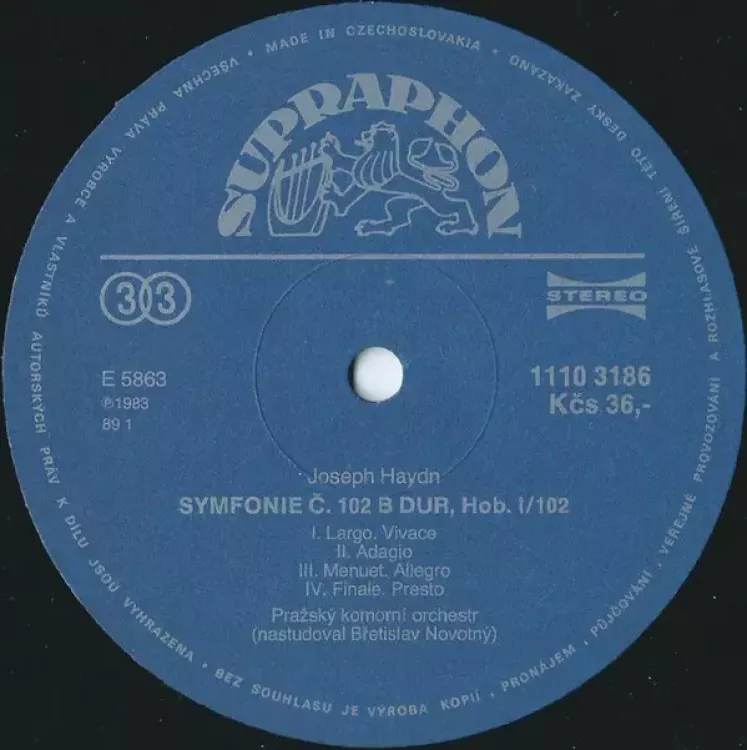 SUPRAPHON
33
STEREO
E 5863
℗1983
89 1
1110 3186
Kčs 36,-
Joseph Haydn
SYMFONIE Č. 102 B DUR, Hob. I/102
I. Largo. Vivace
II. Adagio
III. Menuet. Allegro
IV. Finale. Presto
Pražský komorní orchestr
(nastudoval Břetislav Novotný)
• MADE IN CZECHOSLOVAKIA • VŠECHNA PRÁVA VÝROBCE A VLASTNÍKŮ AUTORSKÝCH PRÁV K DÍLU JSOU VYHRAZENA • BEZ SOUHLASU JE VÝROBA KOPIÍ, PRONÁJEM, PŮJČOVÁNÍ, VEŘEJNÉ PROVOZOVÁNÍ A ROZHLASOVÉ ŠÍŘENÍ TÉTO DESKY ZAKÁZÁNO